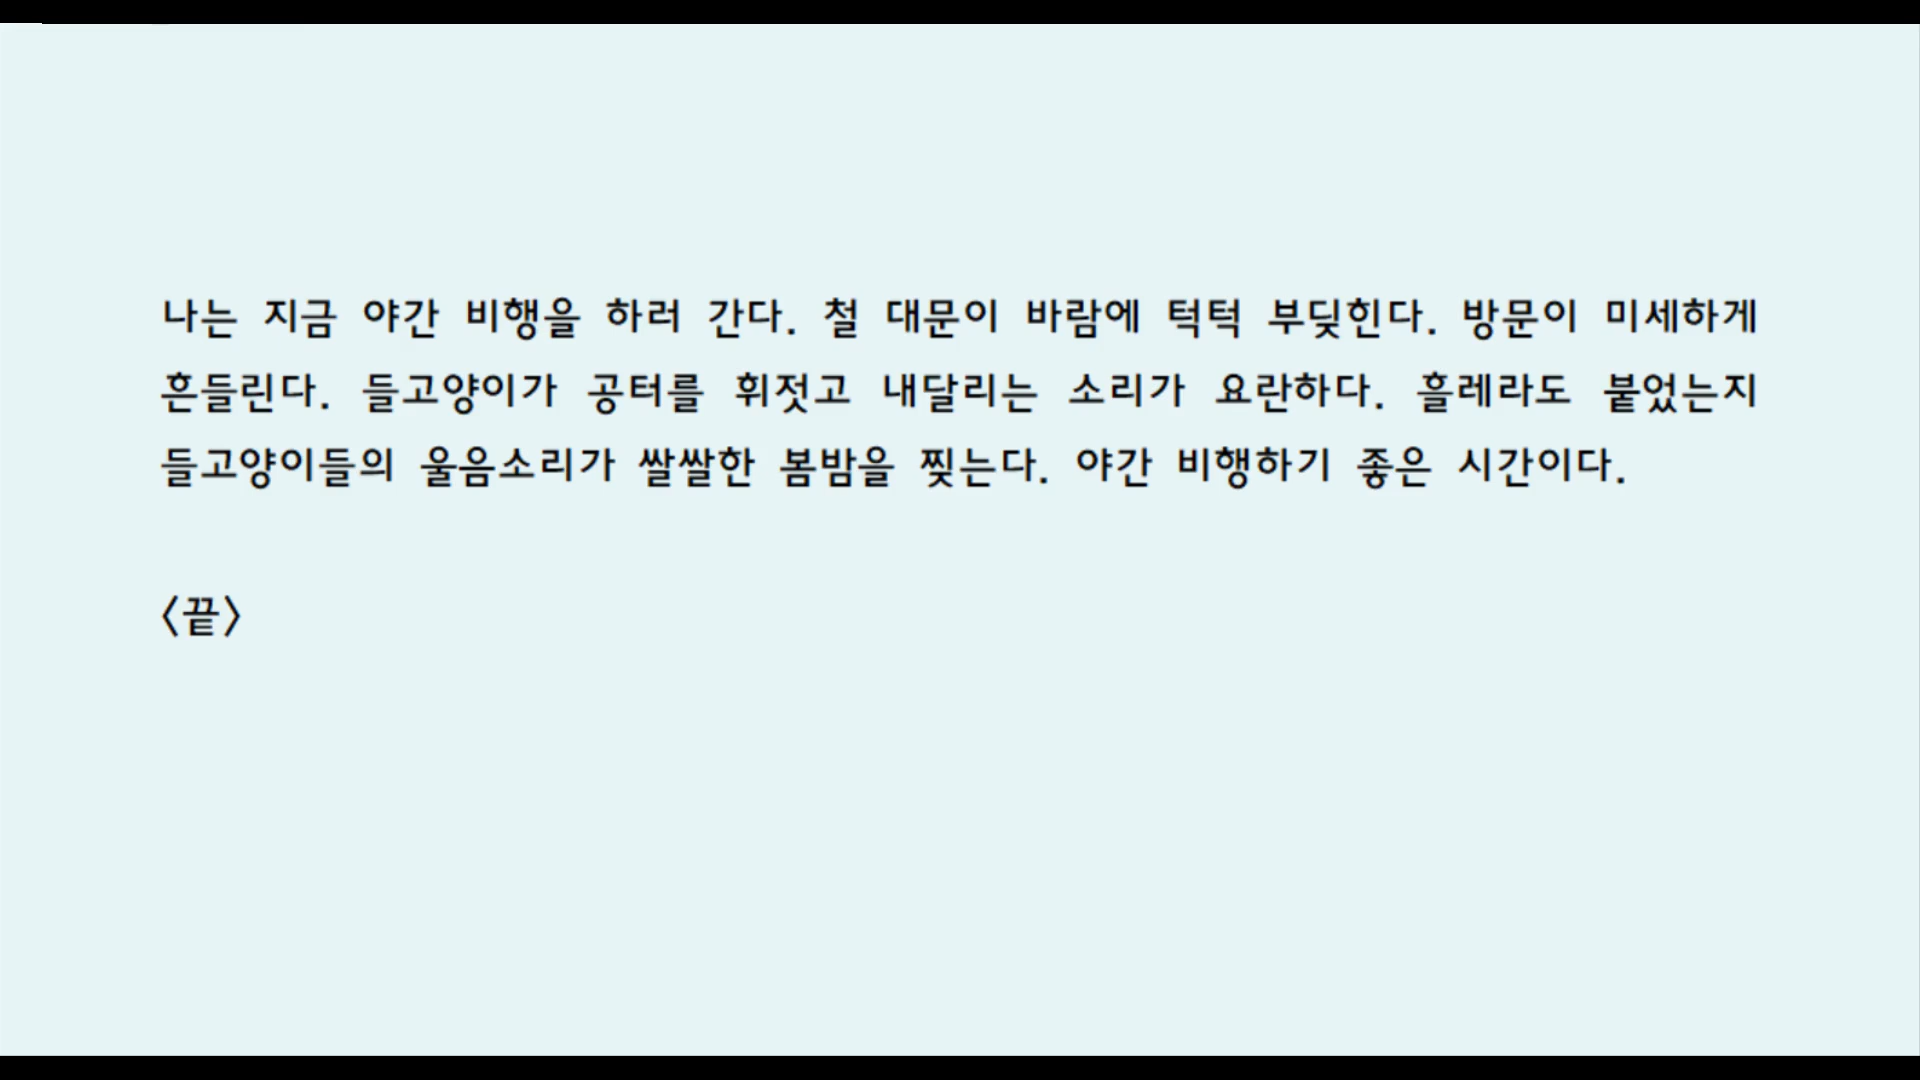 나는 지금 야간 비행을 하러 간다. 철 대문이 바람에 턱턱 부딪힌다. 방문이 미세하게
흔들린다. 들고양이가 공터를 휘젓고 내달리는 소리가 요란하다. 흘레라도 붙었는지
들고양이들의 울음소리가 쌀쌀한 봄밤을 찢는다. 야간 비행하기 좋은 시간이다.
<끝>